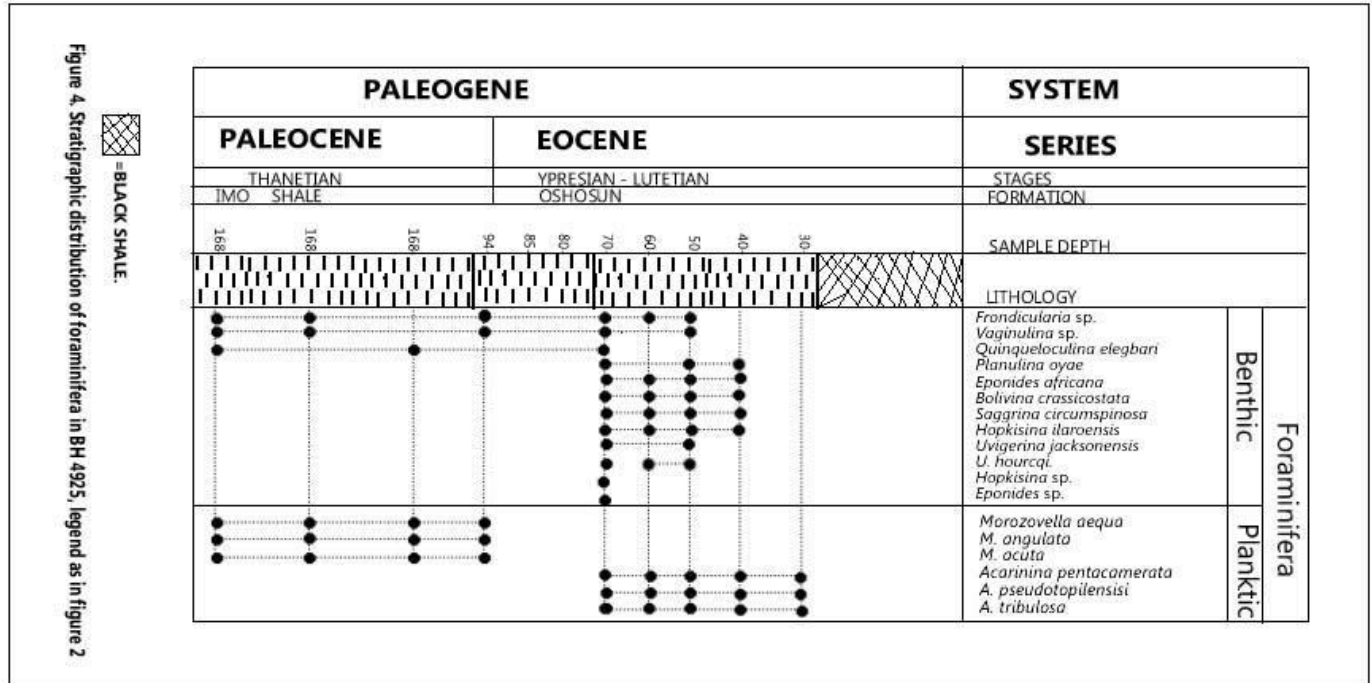 PALEOGENE SYSTEM
PALEOCENE EOCENE SERIES
THANETIAN YPRESIAN - LUTETIAN STAGES
IMO SHALE OSHOSUN FORMATION
168 168 168 94 85 80 70 60 50 40 30 SAMPLE DEPTH
LITHOLOGY
Frondicularia sp.
Vaginulina sp.
Quinqueloculina elegbari
Planulina oyae
Eponides africana
Bolivina crassicostata
Saggrina circumspinosa
Hopkisina ilaroensis
Uvigerina jacksonensis
U. hourcqi.
Hopkisina sp.
Eponides sp.
Benthic
Morozovella aequa
M. angulata
M. acuta
Acarinina pentacamerata
A. pseudotopilensisi
A. tribulosa
Planktic
Foraminifera
=BLACK SHALE.
Figure 4. Stratigraphic distribution of foraminifera in BH 4925, legend as in figure 2